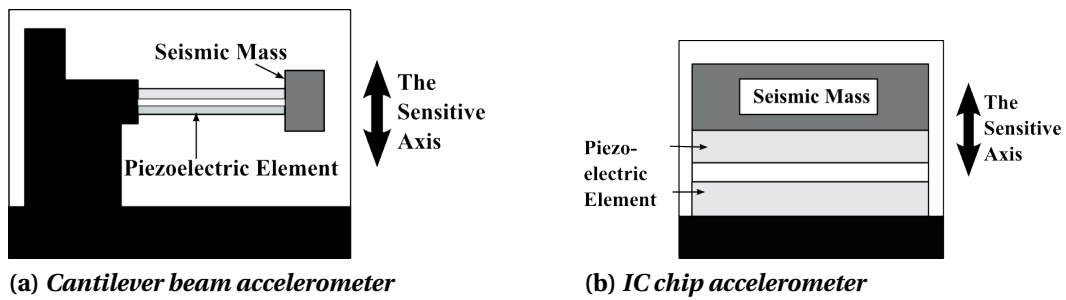 Seismic Mass
The
Sensitive
Axis
Piezoelectric Element
(a) Cantilever beam accelerometer
Seismic Mass
The
Sensitive
Axis
Piezo-
electric
Element
(b) IC chip accelerometer